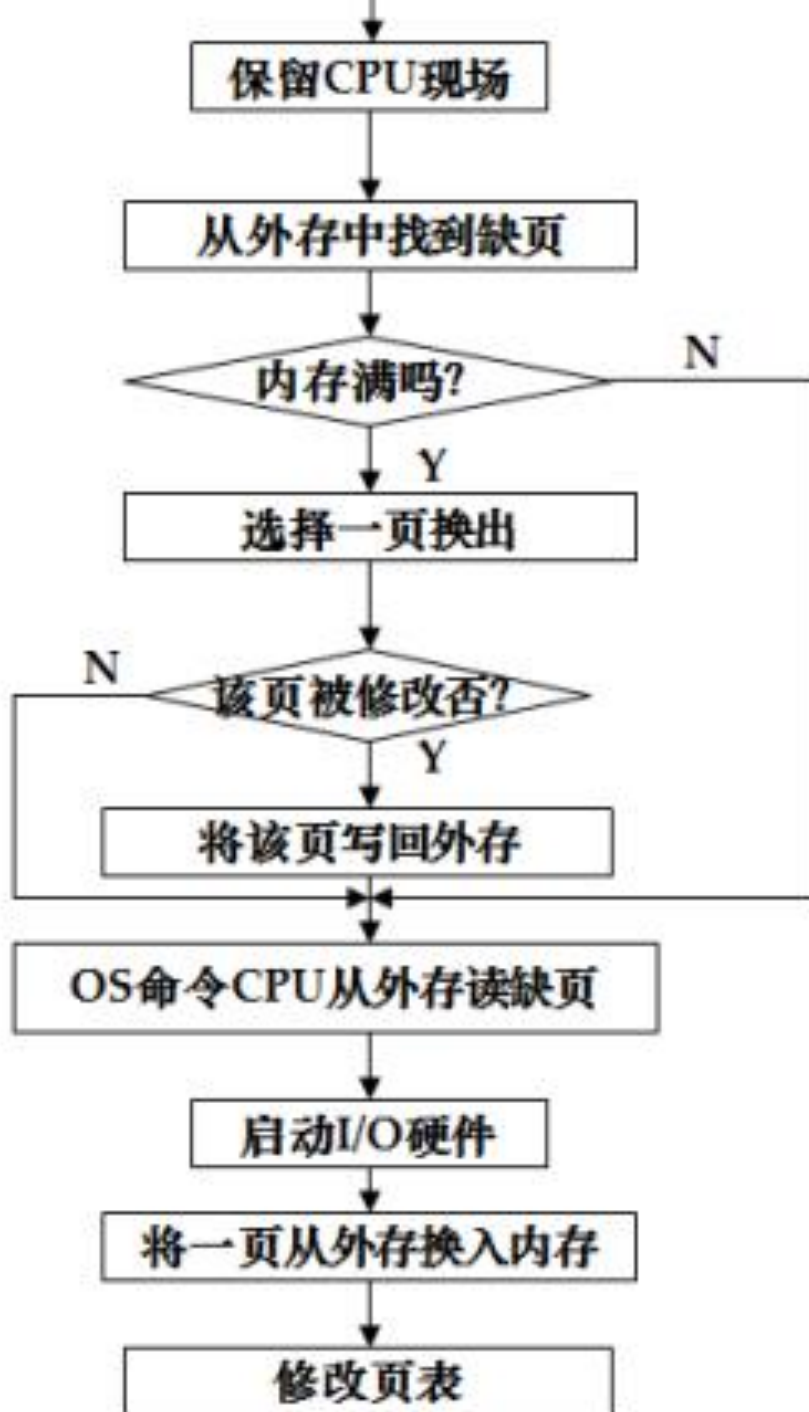 保留CPU现场
从外存中找到缺页
内存满吗?
N
Y
选择一页换出
N
该页被修改否?
Y
将该页写回外存
OS命令CPU从外存读缺页
启动I/O硬件
将一页从外存换入内存
修改页表